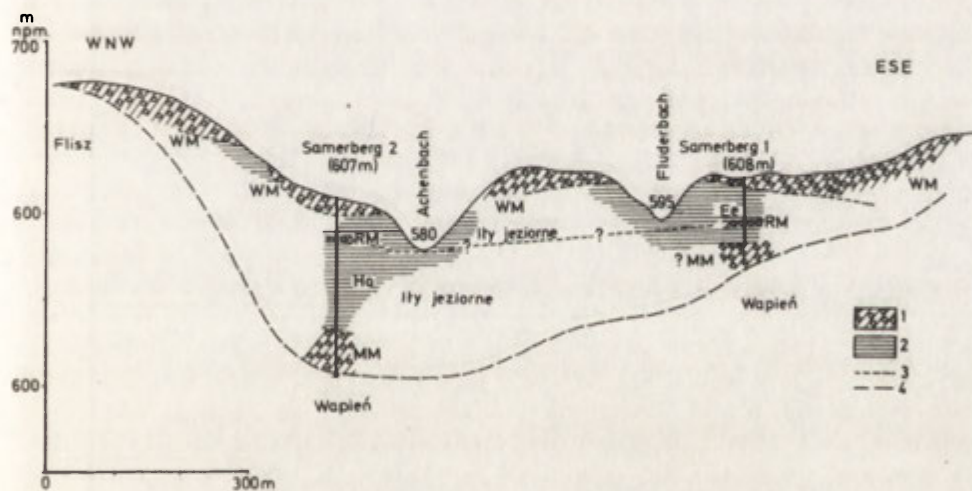 m
npm.
700
WNW
ESE
Flisz
WM
WM
WM
Samerberg 2
(607m)
Achenbach
580
WM
Fluderbach
595
Samerberg 1
(608m)
WM
600
RM
Iły jeziorne
Ee
RM
?
?
Ho
Iły jeziorne
? MM
MM
Wapień
Wapień
600
1
2
3
4
0
300m